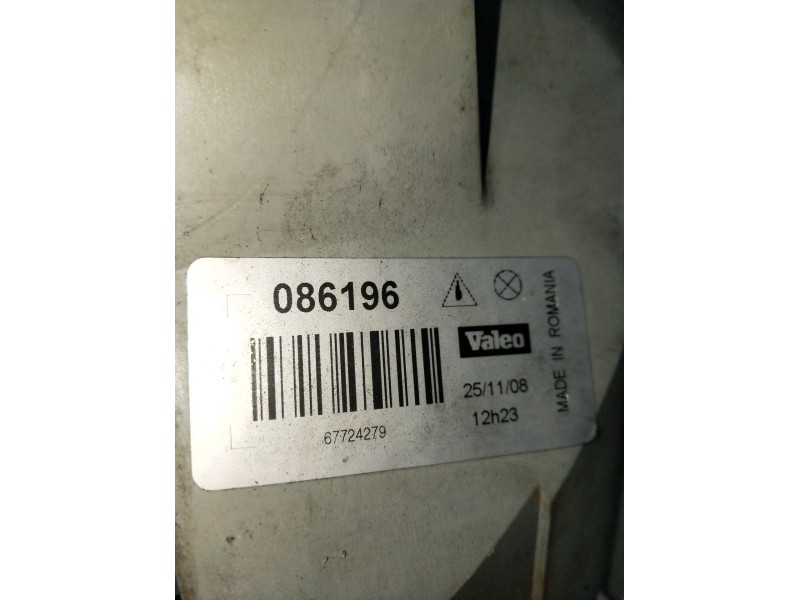 086196
Valeo
25/11/08
12h23
67724279
MADE IN ROMANIA